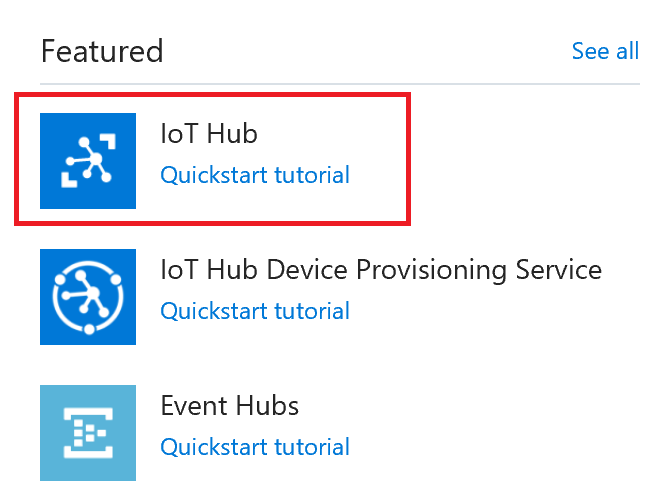 Featured
See all
IoT Hub
Quickstart tutorial
IoT Hub Device Provisioning Service
Quickstart tutorial
Event Hubs
Quickstart tutorial